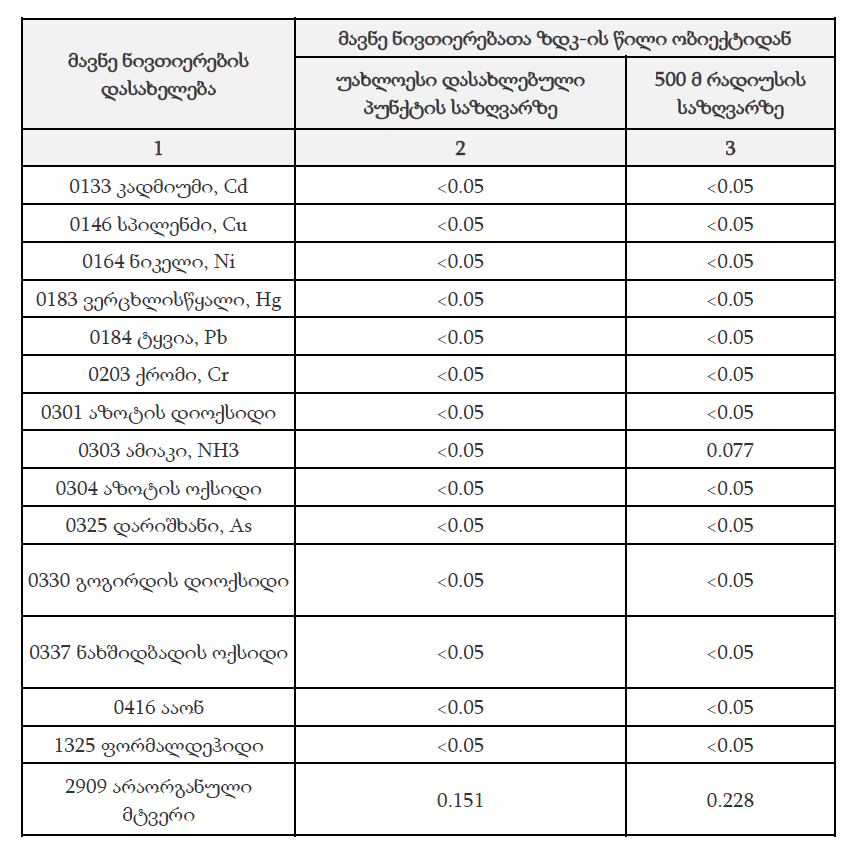 მავნე ნივთიერების
დასახელება
მავნე ნივთიერებათა ზდკ-ის წილი ობიექტიდან
უახლოესი დასახლებული
პუნქტის საზღვარზე
500 მ რადიუსის
საზღვარზე
1 2 3
0133 კადმიუმი, Cd <0.05 <0.05
0146 სპილენძი, Cu <0.05 <0.05
0164 ნიკელი, Ni <0.05 <0.05
0183 ვერცხლისწყალი, Hg <0.05 <0.05
0184 ტყვია, Pb <0.05 <0.05
0203 ქრომი, Cr <0.05 <0.05
0301 აზოტის დიოქსიდი <0.05 <0.05
0303 ამიაკი, NH3 <0.05 0.077
0304 აზოტის ოქსიდი <0.05 <0.05
0325 დარიშხანი, As <0.05 <0.05
0330 გოგირდის დიოქსიდი <0.05 <0.05
0337 ნახშიდბადის ოქსიდი <0.05 <0.05
0416 ააონ <0.05 <0.05
1325 ფორმალდეჰიდი <0.05 <0.05
2909 არაორგანული
მტვერი 0.151 0.228